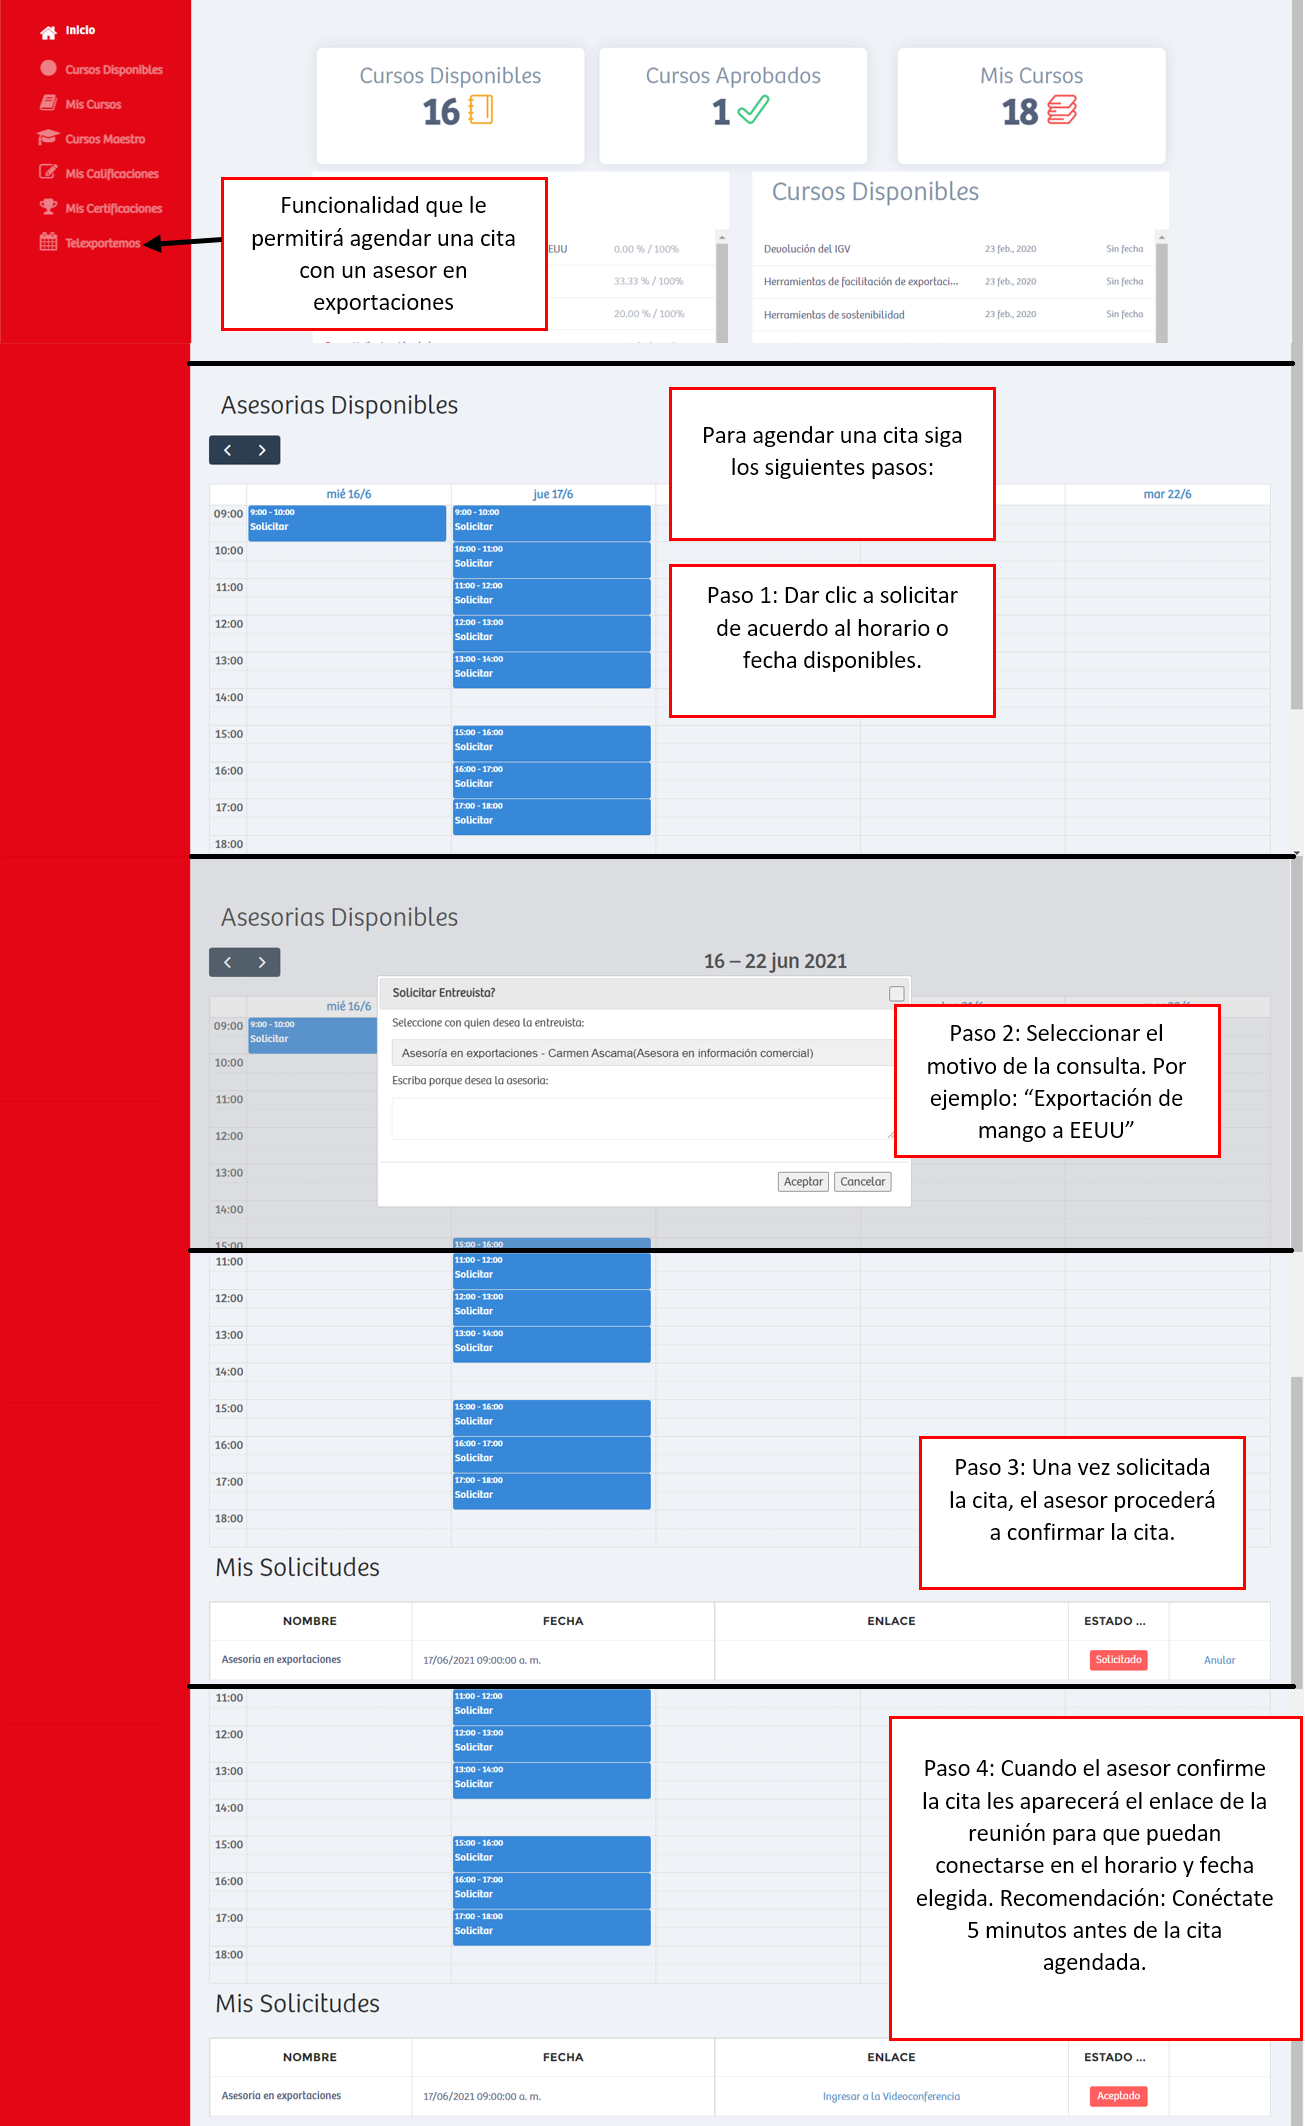 Inicio
Cursos Disponibles
Mis Cursos
Cursos Maestro
Mis Calificaciones
Mis Certificaciones
Telexportemos
Cursos Disponibles
16
Cursos Aprobados
1
Mis Cursos
18
Funcionalidad que le
permitirá agendar una cita
con un asesor en
exportaciones
EEUU 0.00 % / 100%
33.33 % / 100%
20.00 % / 100%
Cursos Disponibles
Devolución del IGV 23 feb., 2020 Sin fecha
Herramientas de facilitación de exportaci... 23 feb., 2020 Sin fecha
Herramientas de sostenibilidad 23 feb., 2020 Sin fecha
Asesorias Disponibles
Para agendar una cita siga
los siguientes pasos:
mié 16/6 jue 17/6 mar 22/6
09:00 9:00 - 10:00 9:00 - 10:00
Solicitar Solicitar
10:00 10:00 - 11:00
Solicitar
11:00 11:00 - 12:00
Solicitar
12:00 12:00 - 13:00
Solicitar
13:00 13:00 - 14:00
Solicitar
14:00
15:00 15:00 - 16:00
Solicitar
16:00 16:00 - 17:00
Solicitar
17:00 17:00 - 18:00
Solicitar
18:00
Paso 1: Dar clic a solicitar
de acuerdo al horario o
fecha disponibles.
Asesorias Disponibles
16 – 22 jun 2021
mié 16/6
09:00 9:00 - 10:00
Solicitar
10:00
11:00
12:00
13:00
14:00
15:00 15:00 - 16:00
Solicitar Entrevista?
Seleccione con quien desea la entrevista:
Asesoría en exportaciones - Carmen Ascama(Asesora en información comercial)
Escriba porque desea la asesoria:
Aceptar Cancelar
Paso 2: Seleccionar el
motivo de la consulta. Por
ejemplo: “Exportación de
mango a EEUU”
11:00 11:00 - 12:00
Solicitar
12:00 12:00 - 13:00
Solicitar
13:00 13:00 - 14:00
Solicitar
14:00
15:00 15:00 - 16:00
Solicitar
16:00 16:00 - 17:00
Solicitar
17:00 17:00 - 18:00
Solicitar
18:00
Paso 3: Una vez solicitada
la cita, el asesor procederá
a confirmar la cita.
Mis Solicitudes
NOMBRE FECHA ENLACE ESTADO ...
Asesoria en exportaciones 17/06/2021 09:00:00 a. m. Solicitado Anular
11:00 11:00 - 12:00
Solicitar
12:00 12:00 - 13:00
Solicitar
13:00 13:00 - 14:00
Solicitar
14:00
15:00 15:00 - 16:00
Solicitar
16:00 16:00 - 17:00
Solicitar
17:00 17:00 - 18:00
Solicitar
18:00
Paso 4: Cuando el asesor confirme
la cita les aparecerá el enlace de la
reunión para que puedan
conectarse en el horario y fecha
elegida. Recomendación: Conéctate
5 minutos antes de la cita
agendada.
Mis Solicitudes
NOMBRE FECHA ENLACE ESTADO ...
Asesoria en exportaciones 17/06/2021 09:00:00 a. m. Ingresar a la Videoconferencia Aceptado